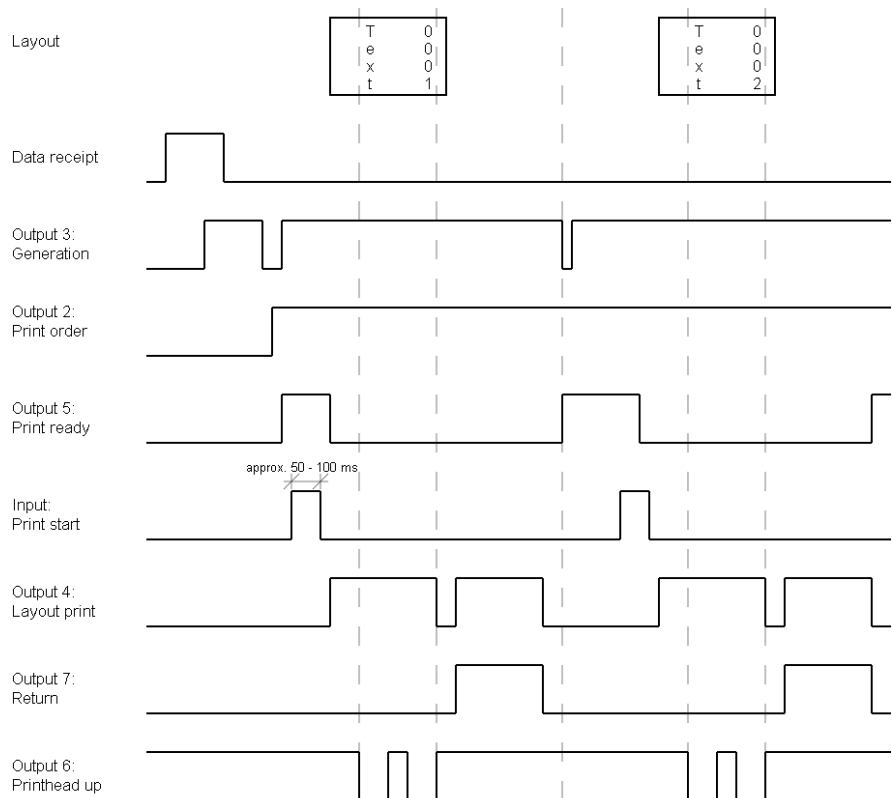 Layout
T 0
e 0
x 0
t 1
T 0
e 0
x 0
t 2
Data receipt
Output 3:
Generation
Output 2:
Print order
Output 5:
Print ready
approx. 50 - 100 ms
Input:
Print start
Output 4:
Layout print
Output 7:
Return
Output 6:
Printhead up